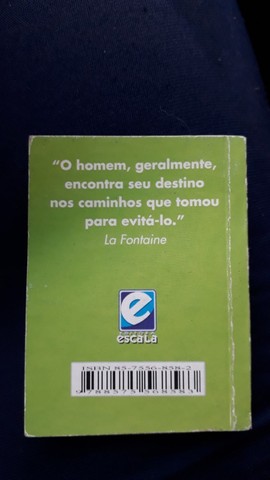 “O homem, geralmente,
encontra seu destino
nos caminhos que tomou
para evitá-lo.”
La Fontaine
e
escala
ISBN 85-7556-858-2
9788575568583